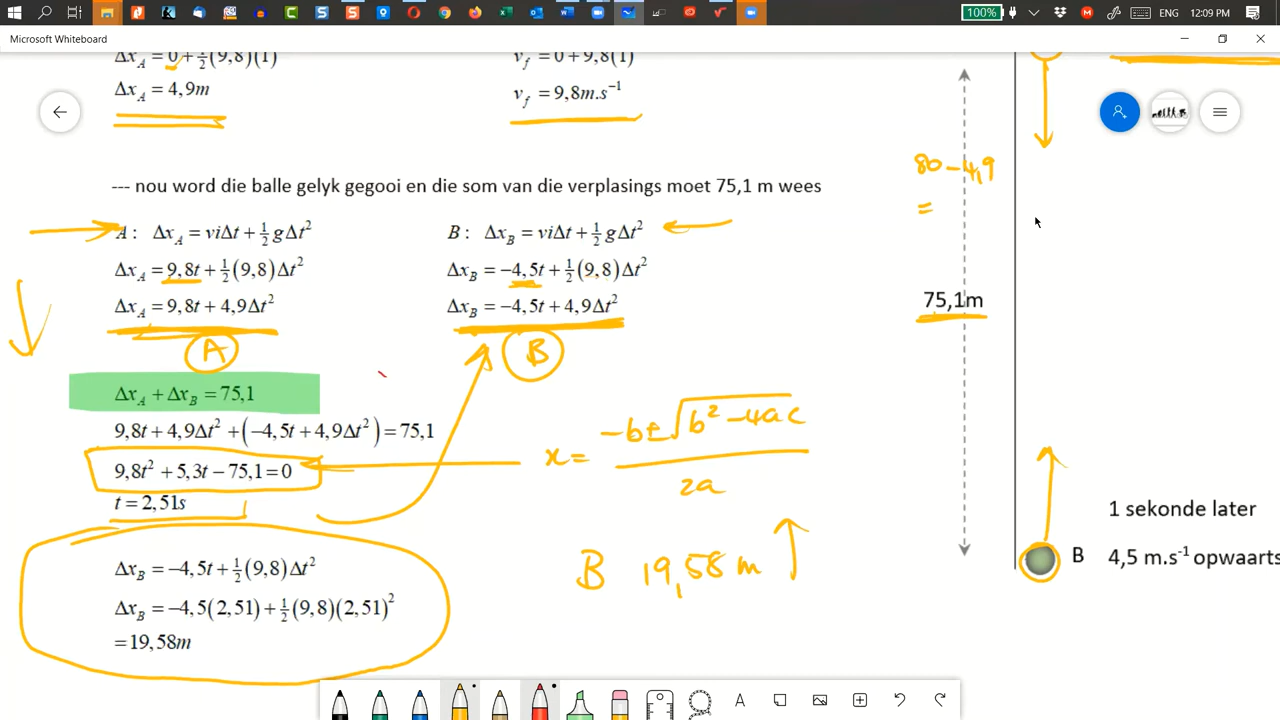 100%
ENG
12:09 PM
Microsoft Whiteboard
Δx_A = 0 + ½(9,8)(1)
v_f = 0 + 9,8(1)
Δx_A = 4,9m
v_f = 9,8m.s⁻¹
80 - 4,9
=
--- nou word die balle gelyk gegooi en die som van die verplasings moet 75,1 m wees
A: Δx_A = viΔt + ½gΔt²
B: Δx_B = viΔt + ½gΔt²
Δx_A = 9,8t + ½(9,8)Δt²
Δx_B = −4,5t + ½(9,8)Δt²
Δx_A = 9,8t + 4,9Δt²
Δx_B = −4,5t + 4,9Δt²
75,1m
A
B
Δx_A + Δx_B = 75,1
9,8t + 4,9Δt² + (−4,5t + 4,9Δt²) = 75,1
9,8t² + 5,3t − 75,1 = 0
x = (-b ± √(b² - 4ac)) / 2a
t = 2,51s
1 sekonde later
B 4,5 m.s⁻¹ opwaarts
Δx_B = −4,5t + ½(9,8)Δt²
B 19,58 m
Δx_B = −4,5(2,51) + ½(9,8)(2,51)²
= 19,58m